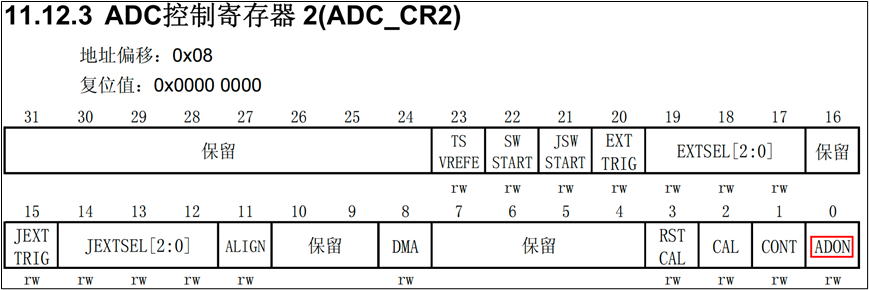 11.12.3 ADC控制寄存器 2(ADC_CR2)
地址偏移：0x08
复位值：0x0000 0000
31 30 29 28 27 26 25 24 23 22 21 20 19 18 17 16
保留 TS VREFE SW START JSW START EXT TRIG EXTSEL[2:0] 保留
rw rw rw rw rw rw rw
15 14 13 12 11 10 9 8 7 6 5 4 3 2 1 0
JEXT TRIG JEXTSEL[2:0] ALIGN 保留 DMA 保留 RST CAL CAL CONT ADON
rw rw rw rw rw rw rw rw rw rw